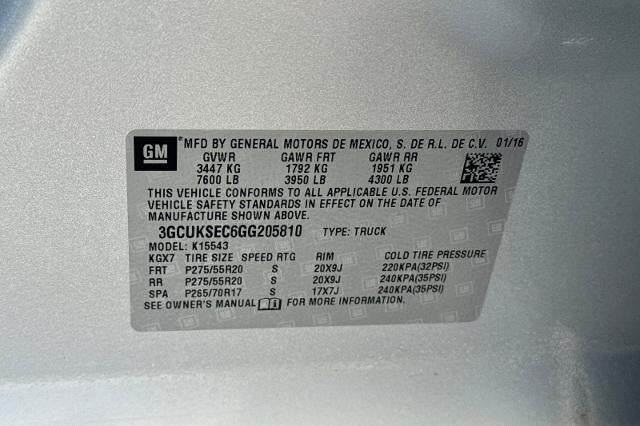 GM MFD BY GENERAL MOTORS DE MEXICO, S. DE R.L. DE C.V. 01/16
GVWR GAWR FRT GAWR RR
3447 KG 1792 KG 1951 KG
7600 LB 3950 LB 4300 LB
THIS VEHICLE CONFORMS TO ALL APPLICABLE U.S. FEDERAL MOTOR
VEHICLE SAFETY STANDARDS IN EFFECT ON THE DATE OF
MANUFACTURE SHOWN ABOVE.
3GCUKSEC6GG205810 TYPE: TRUCK
MODEL: K15543
KGX7 TIRE SIZE SPEED RTG RIM COLD TIRE PRESSURE
FRT P275/55R20 S 20X9J 220KPA(32PSI)
RR P275/55R20 S 20X9J 240KPA(35PSI)
SPA P265/70R17 S 17X7J 240KPA(35PSI)
SEE OWNER'S MANUAL FOR MORE INFORMATION.